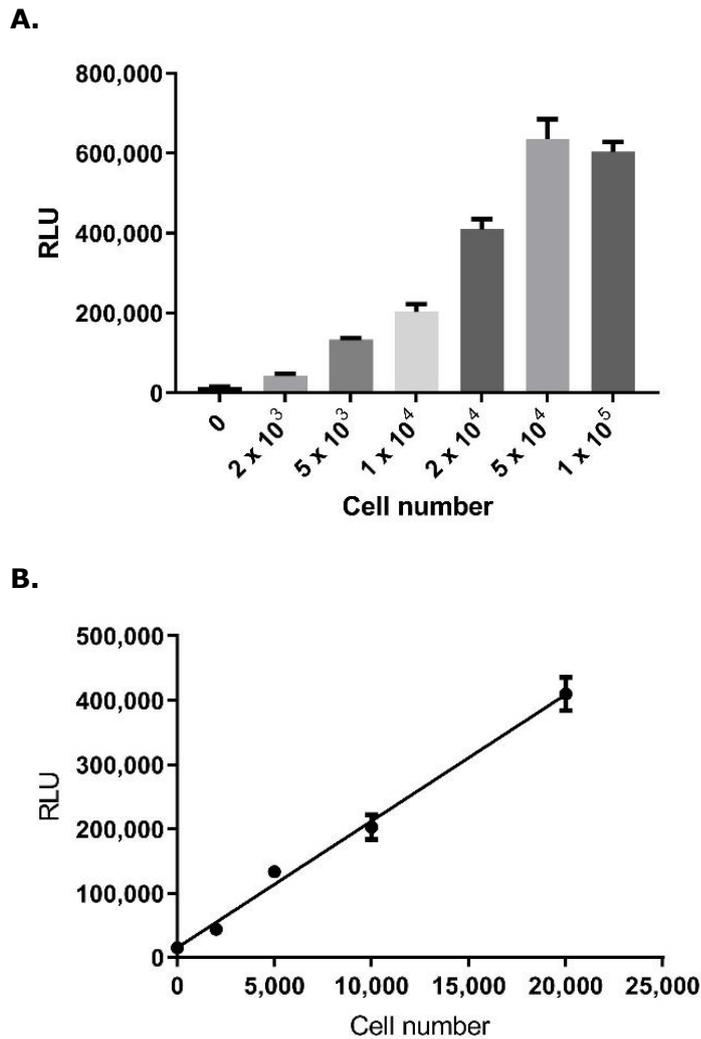 A.
800,000
600,000
400,000
200,000
0
RLU
0
2 x 10³
5 x 10³
1 x 10⁴
2 x 10⁴
5 x 10⁴
1 x 10⁵
Cell number
B.
500,000
400,000
300,000
200,000
100,000
0
RLU
0 5,000 10,000 15,000 20,000 25,000
Cell number